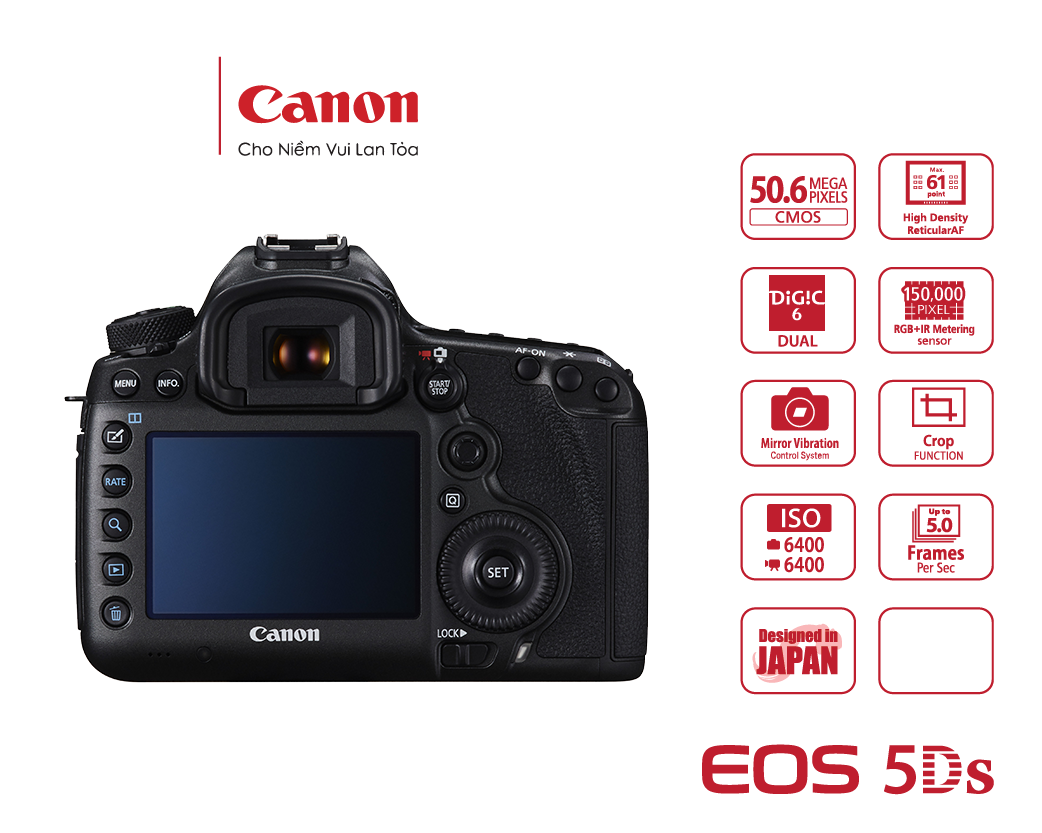 Canon
Cho Niềm Vui Lan Tỏa
50.6 MEGA PIXELS
CMOS
Max.
61
point
High Density
ReticularAF
DiG!C
6
DUAL
150,000
PIXEL
RGB+IR Metering
sensor
Mirror Vibration
Control System
Crop
FUNCTION
ISO
6400
6400
Up to
5.0
Frames
Per Sec
Designed in
JAPAN
MENU
INFO.
START/
STOP
AF-ON
RATE
Q
SET
LOCK
Canon
EOS 5Ds